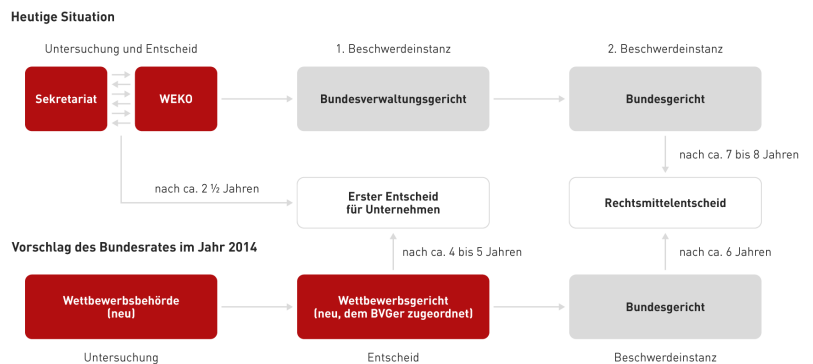 Heutige Situation
Untersuchung und Entscheid
1. Beschwerdeinstanz
2. Beschwerdeinstanz
Sekretariat
WEKO
Bundesverwaltungsgericht
Bundesgericht
nach ca. 7 bis 8 Jahren
nach ca. 2 ½ Jahren
Erster Entscheid
für Unternehmen
Rechtsmittelentscheid
Vorschlag des Bundesrates im Jahr 2014
nach ca. 4 bis 5 Jahren
nach ca. 6 Jahren
Wettbewerbsbehörde
(neu)
Wettbewerbsgericht
(neu, dem BVGer zugeordnet)
Bundesgericht
Untersuchung
Entscheid
Beschwerdeinstanz